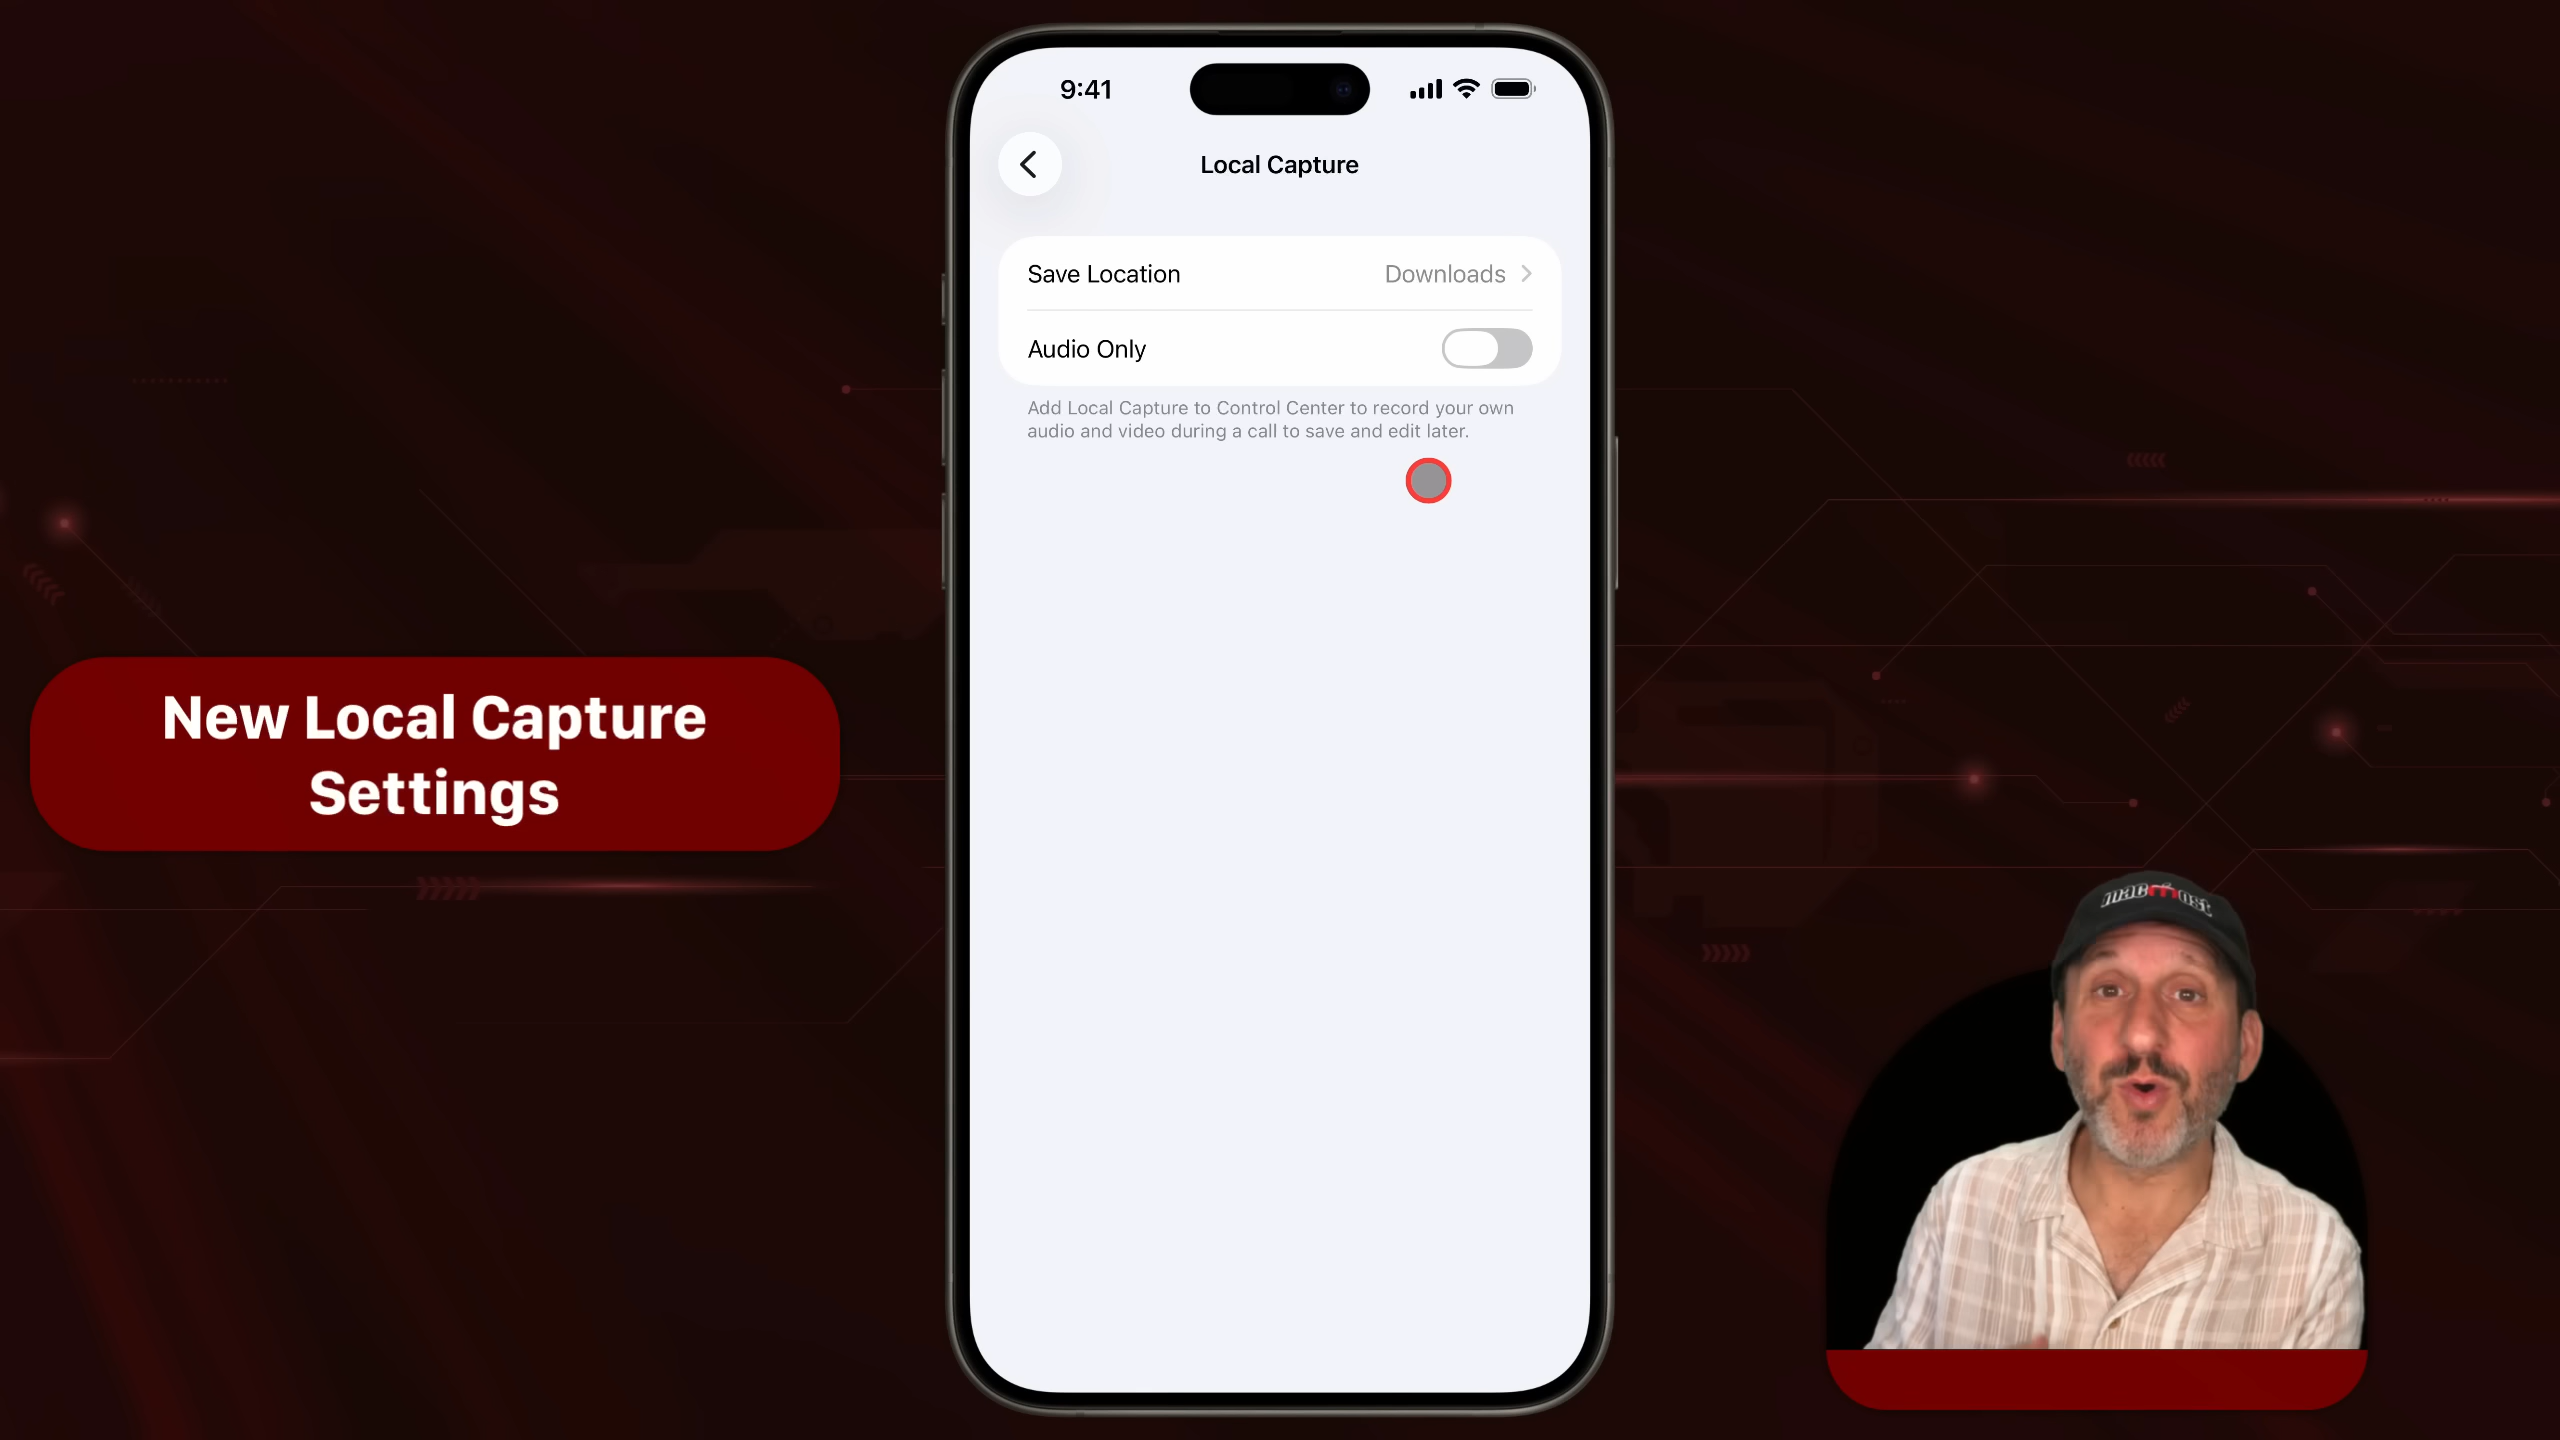 9:41
Local Capture
Save Location
Downloads
Audio Only
Add Local Capture to Control Center to record your own
audio and video during a call to save and edit later.
New Local Capture
Settings
macmost